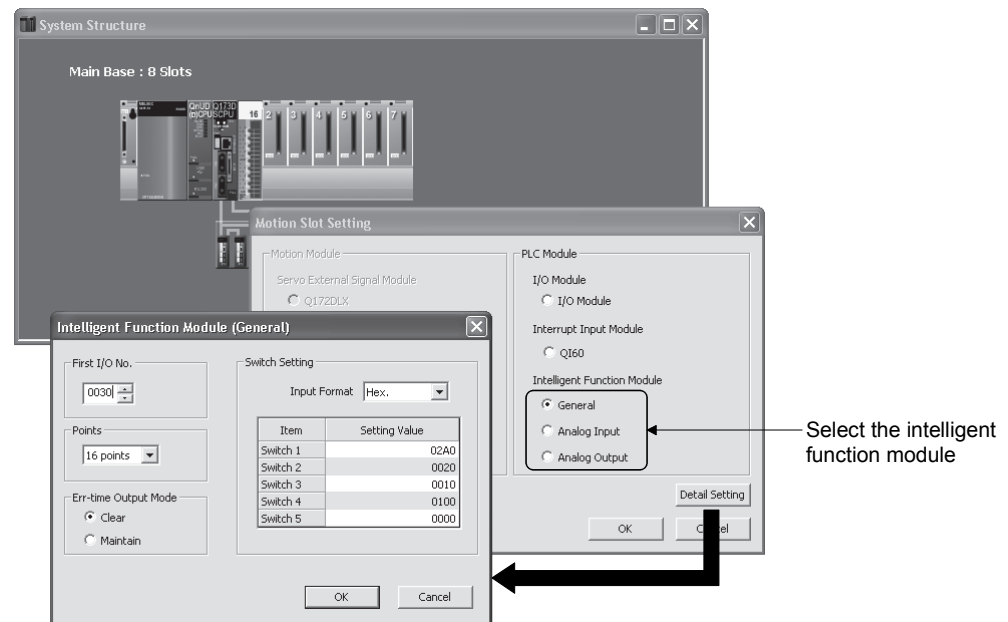 System Structure
Main Base : 8 Slots
QnUD Q173D
(H)CPU SCPU
16 2 3 4 5 6 7
Motion Slot Setting
Motion Module
Servo External Signal Module
Q172DLX
PLC Module
I/O Module
I/O Module
Interrupt Input Module
QI60
Intelligent Function Module
General
Analog Input
Analog Output
Select the intelligent
function module
Detail Setting
OK
Intelligent Function Module (General)
First I/O No.
0030
Points
16 points
Err-time Output Mode
Clear
Maintain
Switch Setting
Input Format Hex.
Item Setting Value
Switch 1 02A0
Switch 2 0020
Switch 3 0010
Switch 4 0100
Switch 5 0000
OK Cancel